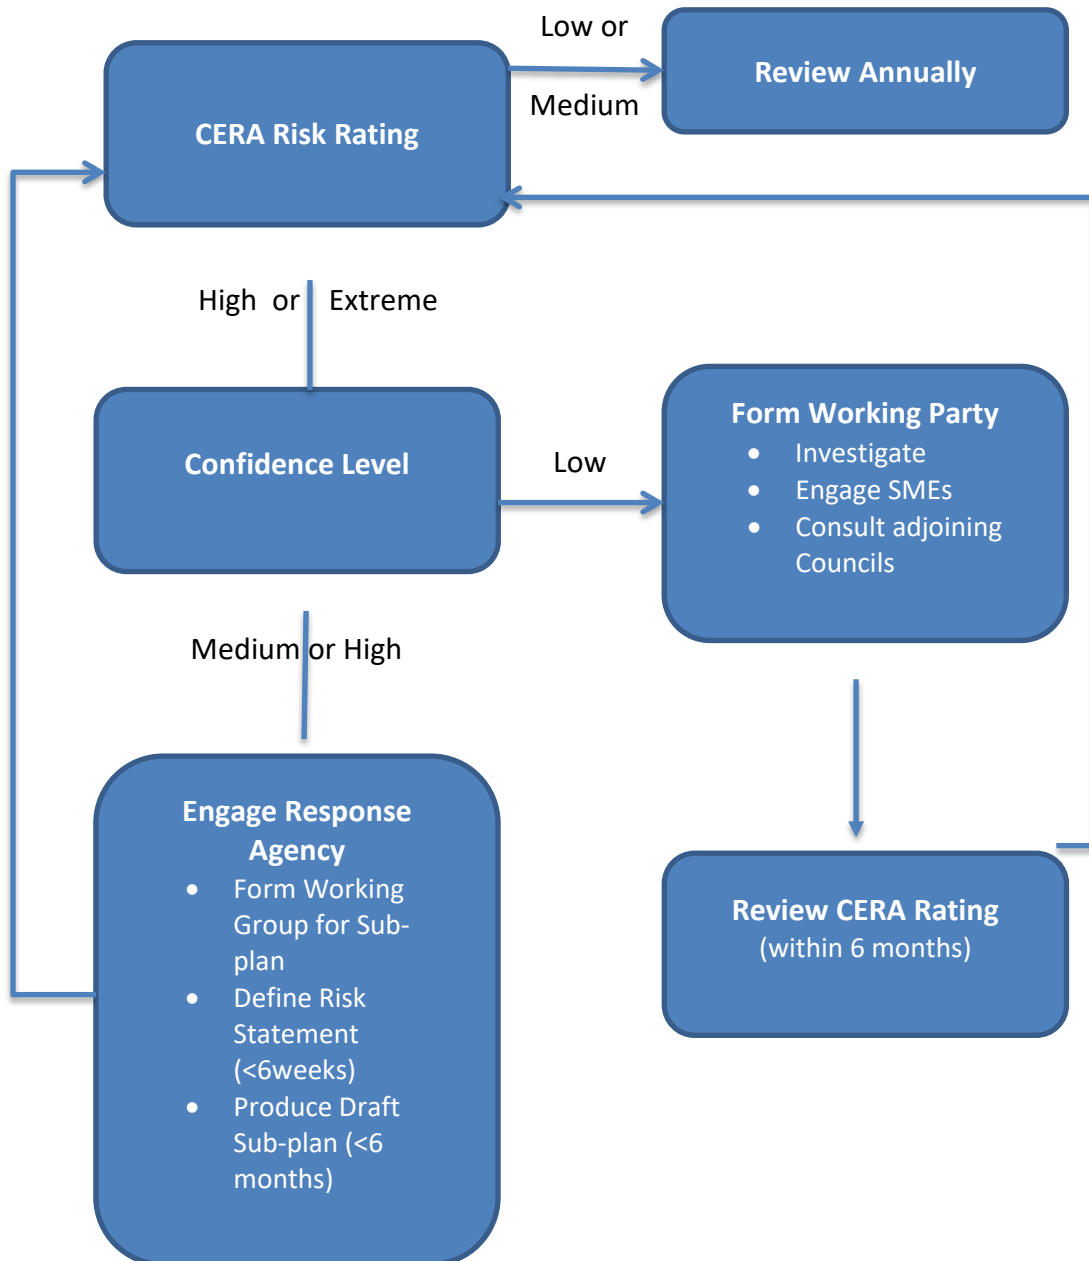 Low or
Medium
Review Annually
CERA Risk Rating
High or Extreme
Confidence Level
Low
Form Working Party
• Investigate
• Engage SMEs
• Consult adjoining
Councils
Medium or High
Engage Response
Agency
• Form Working
Group for Sub-
plan
• Define Risk
Statement
(<6weeks)
• Produce Draft
Sub-plan (<6
months)
Review CERA Rating
(within 6 months)